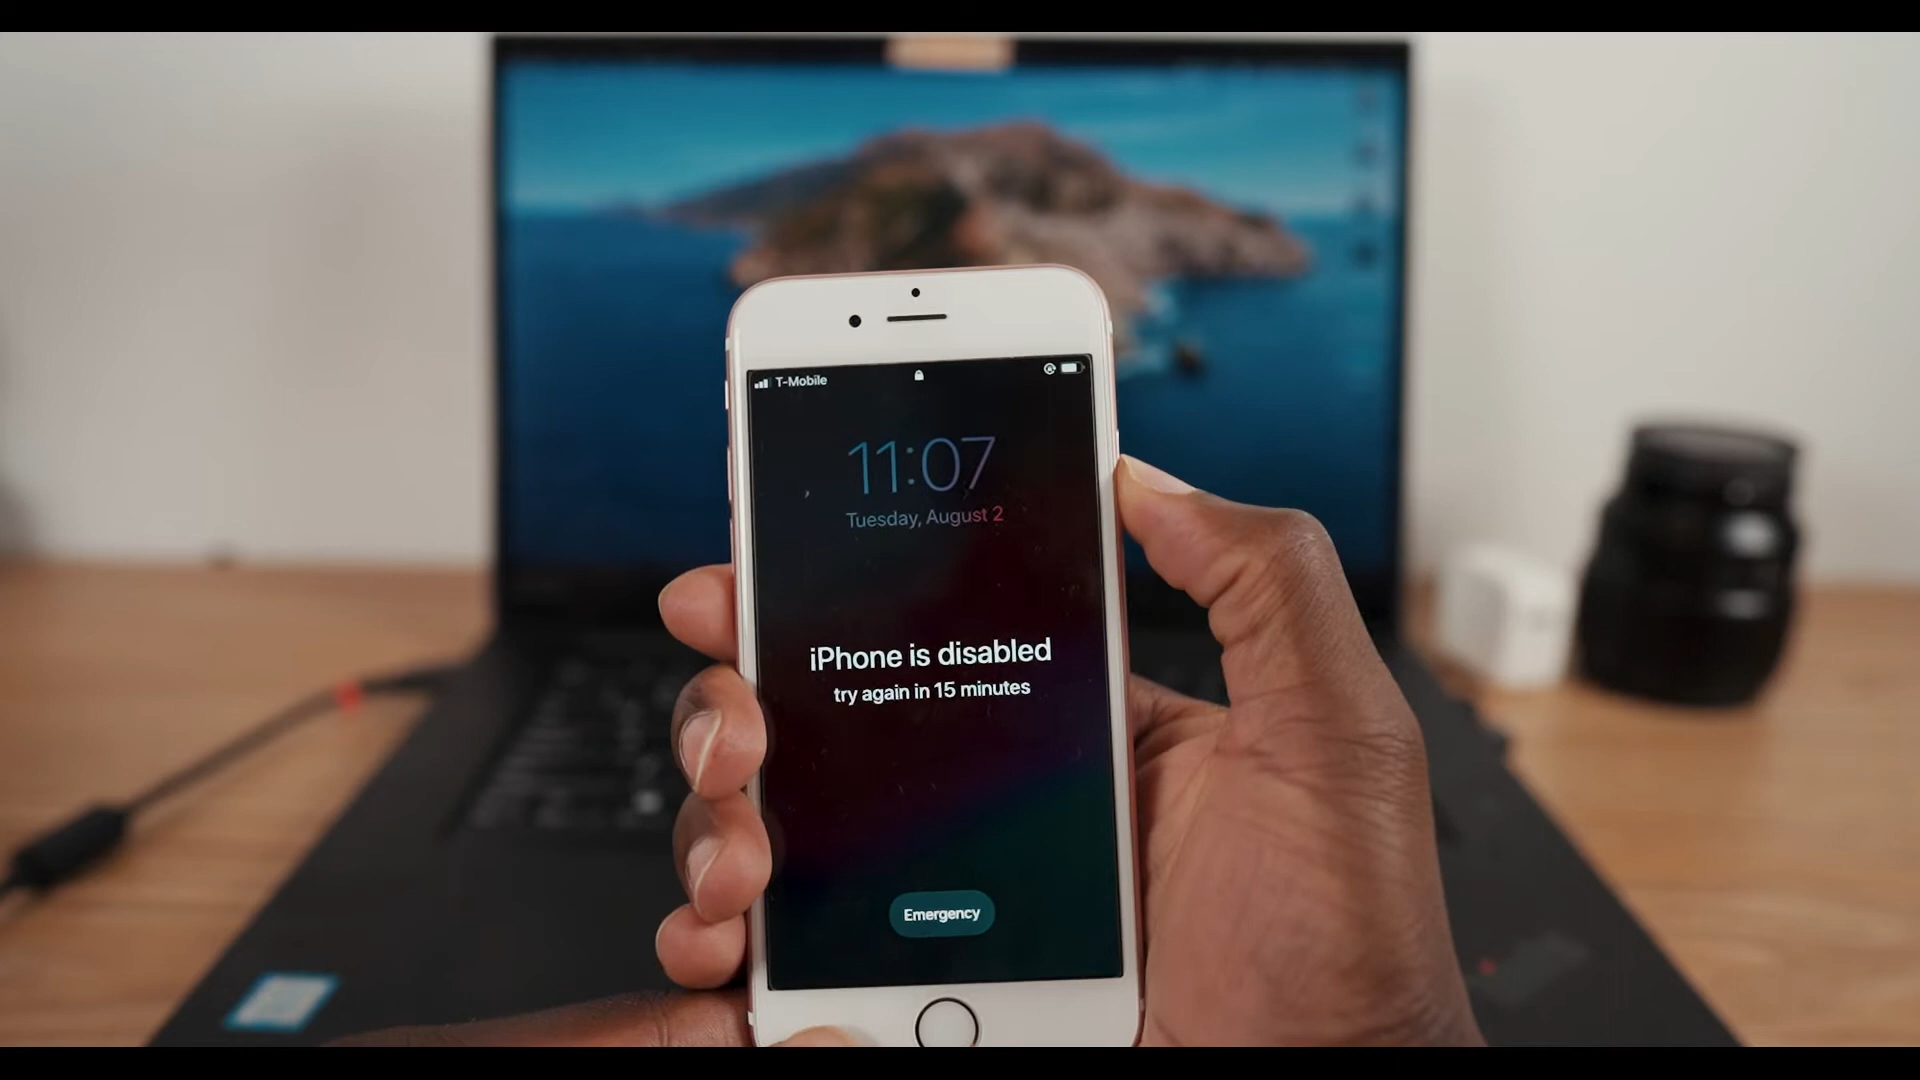 T-Mobile
11:07
Tuesday, August 2
iPhone is disabled
try again in 15 minutes
Emergency